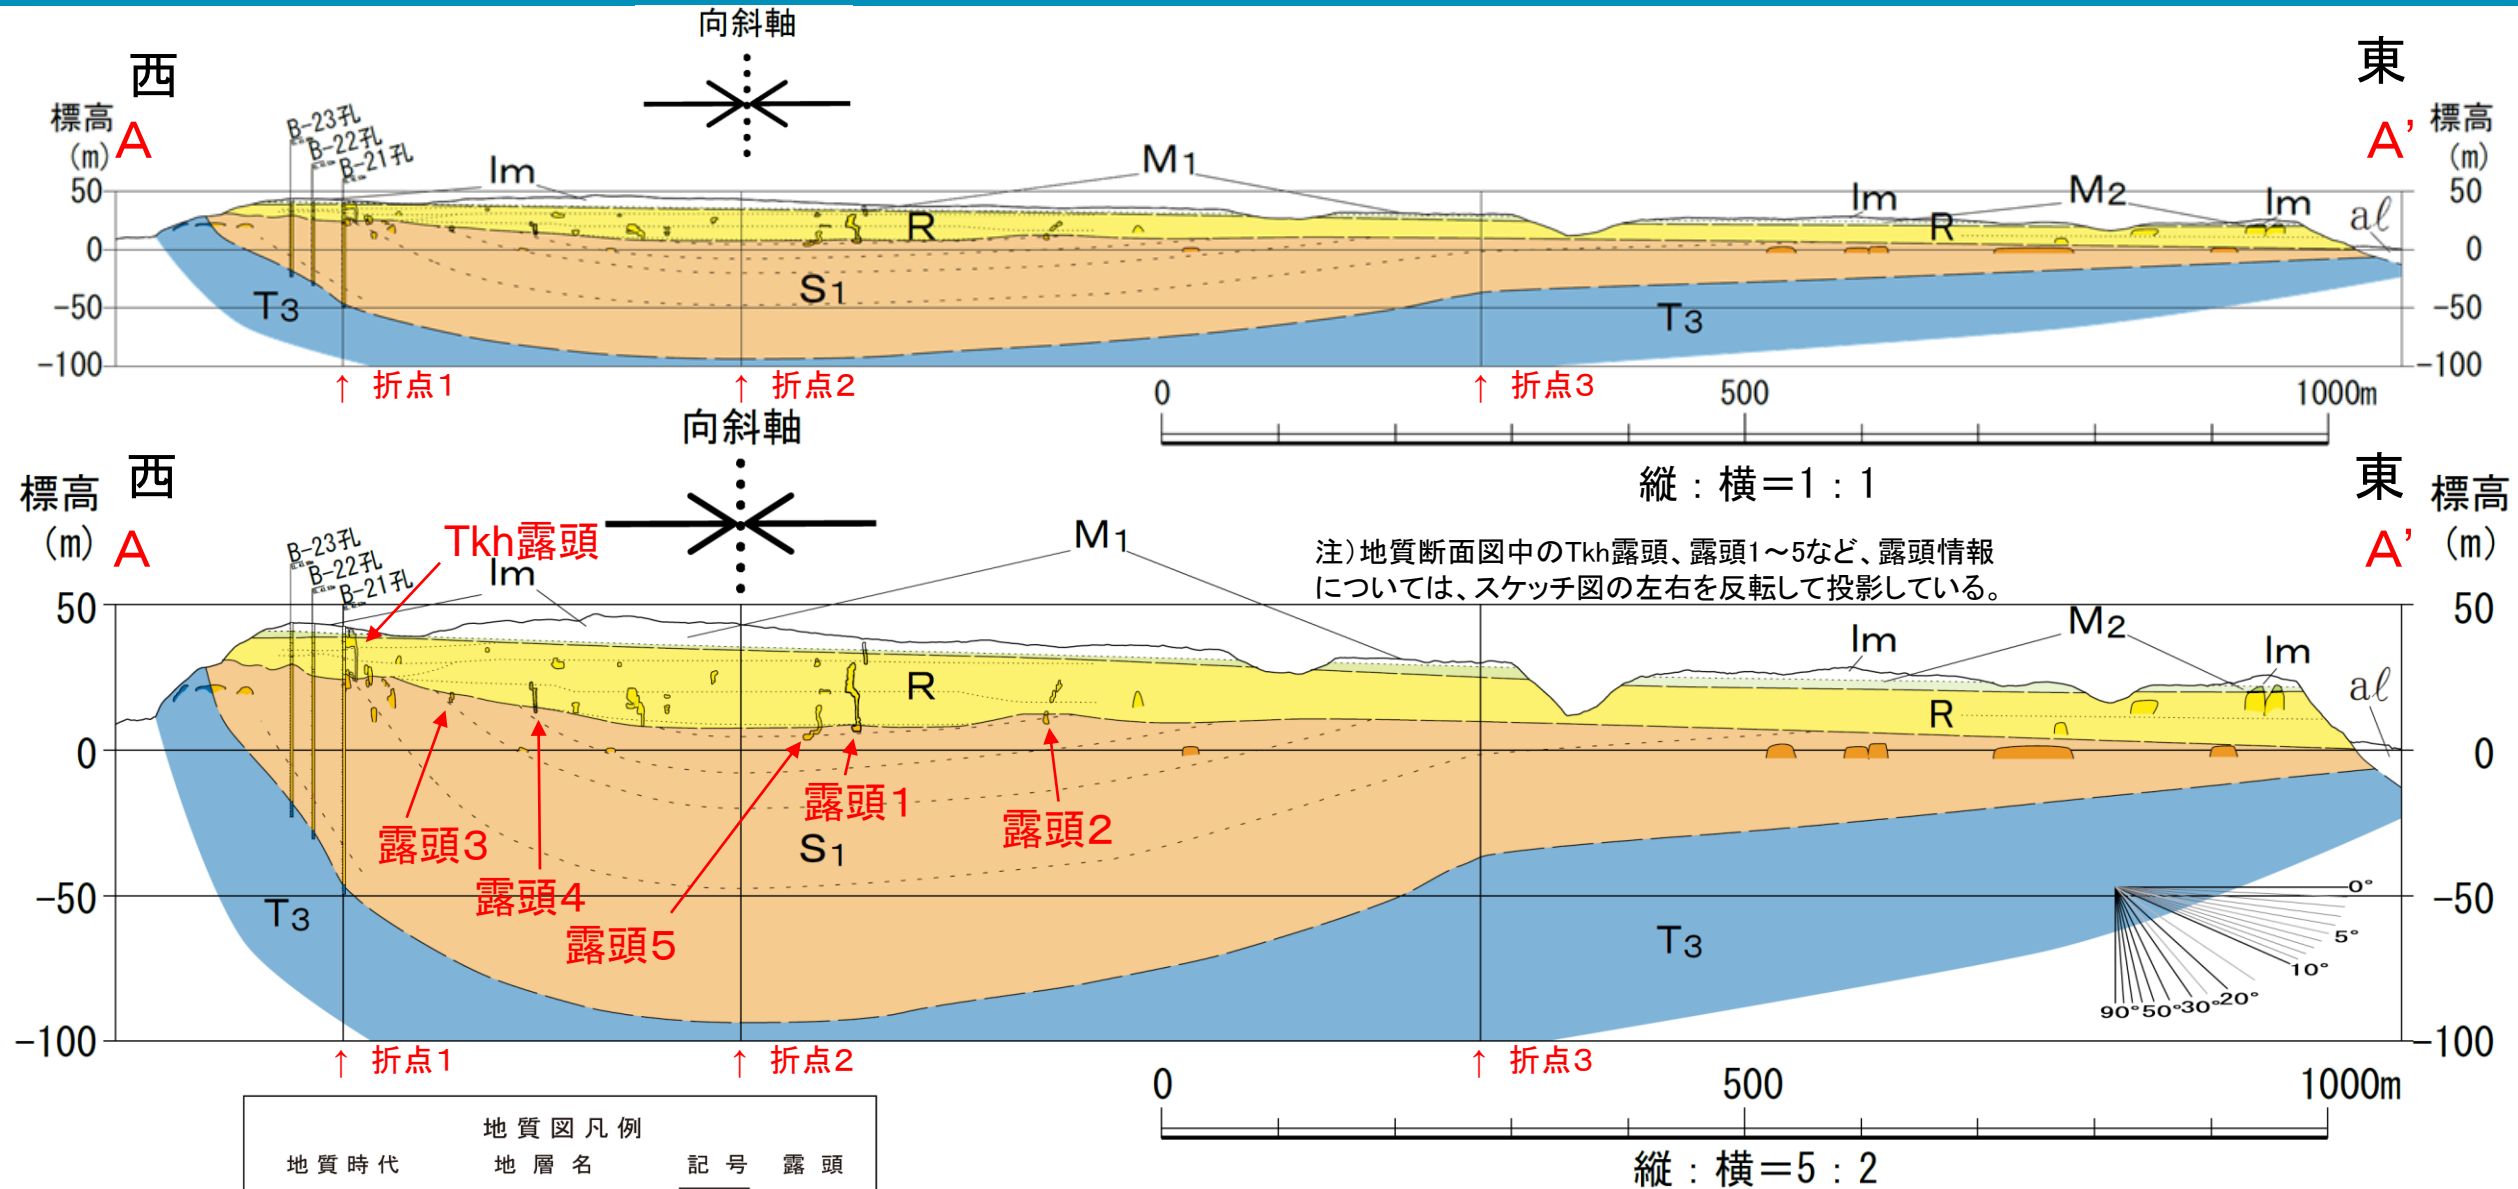 向斜軸
西
東
標高
(m)
A
B-23孔
B-22孔
B-21孔
lm
M1
A'
標高
(m)
50
0
-50
-100
R
S1
T3
T3
lm
M2
R
lm
aℓ
50
0
-50
-100
↑ 折点1
↑ 折点2
↑ 折点3
0
500
1000m
縦：横＝1：1
向斜軸
西
東
標高
(m)
A
B-23孔
B-22孔
B-21孔
Tkh露頭
lm
M1
注）地質断面図中のTkh露頭、露頭1～5など、露頭情報
については、スケッチ図の左右を反転して投影している。
A'
標高
(m)
50
0
-50
-100
R
S1
T3
T3
lm
M2
R
lm
aℓ
50
0
-50
-100
露頭3
露頭4
露頭5
露頭1
露頭2
0°
5°
10°
20°
30°
50°
90°
↑ 折点1
↑ 折点2
↑ 折点3
0
500
1000m
縦：横＝5：2
地質図凡例
地質時代 地層名 記号 露頭